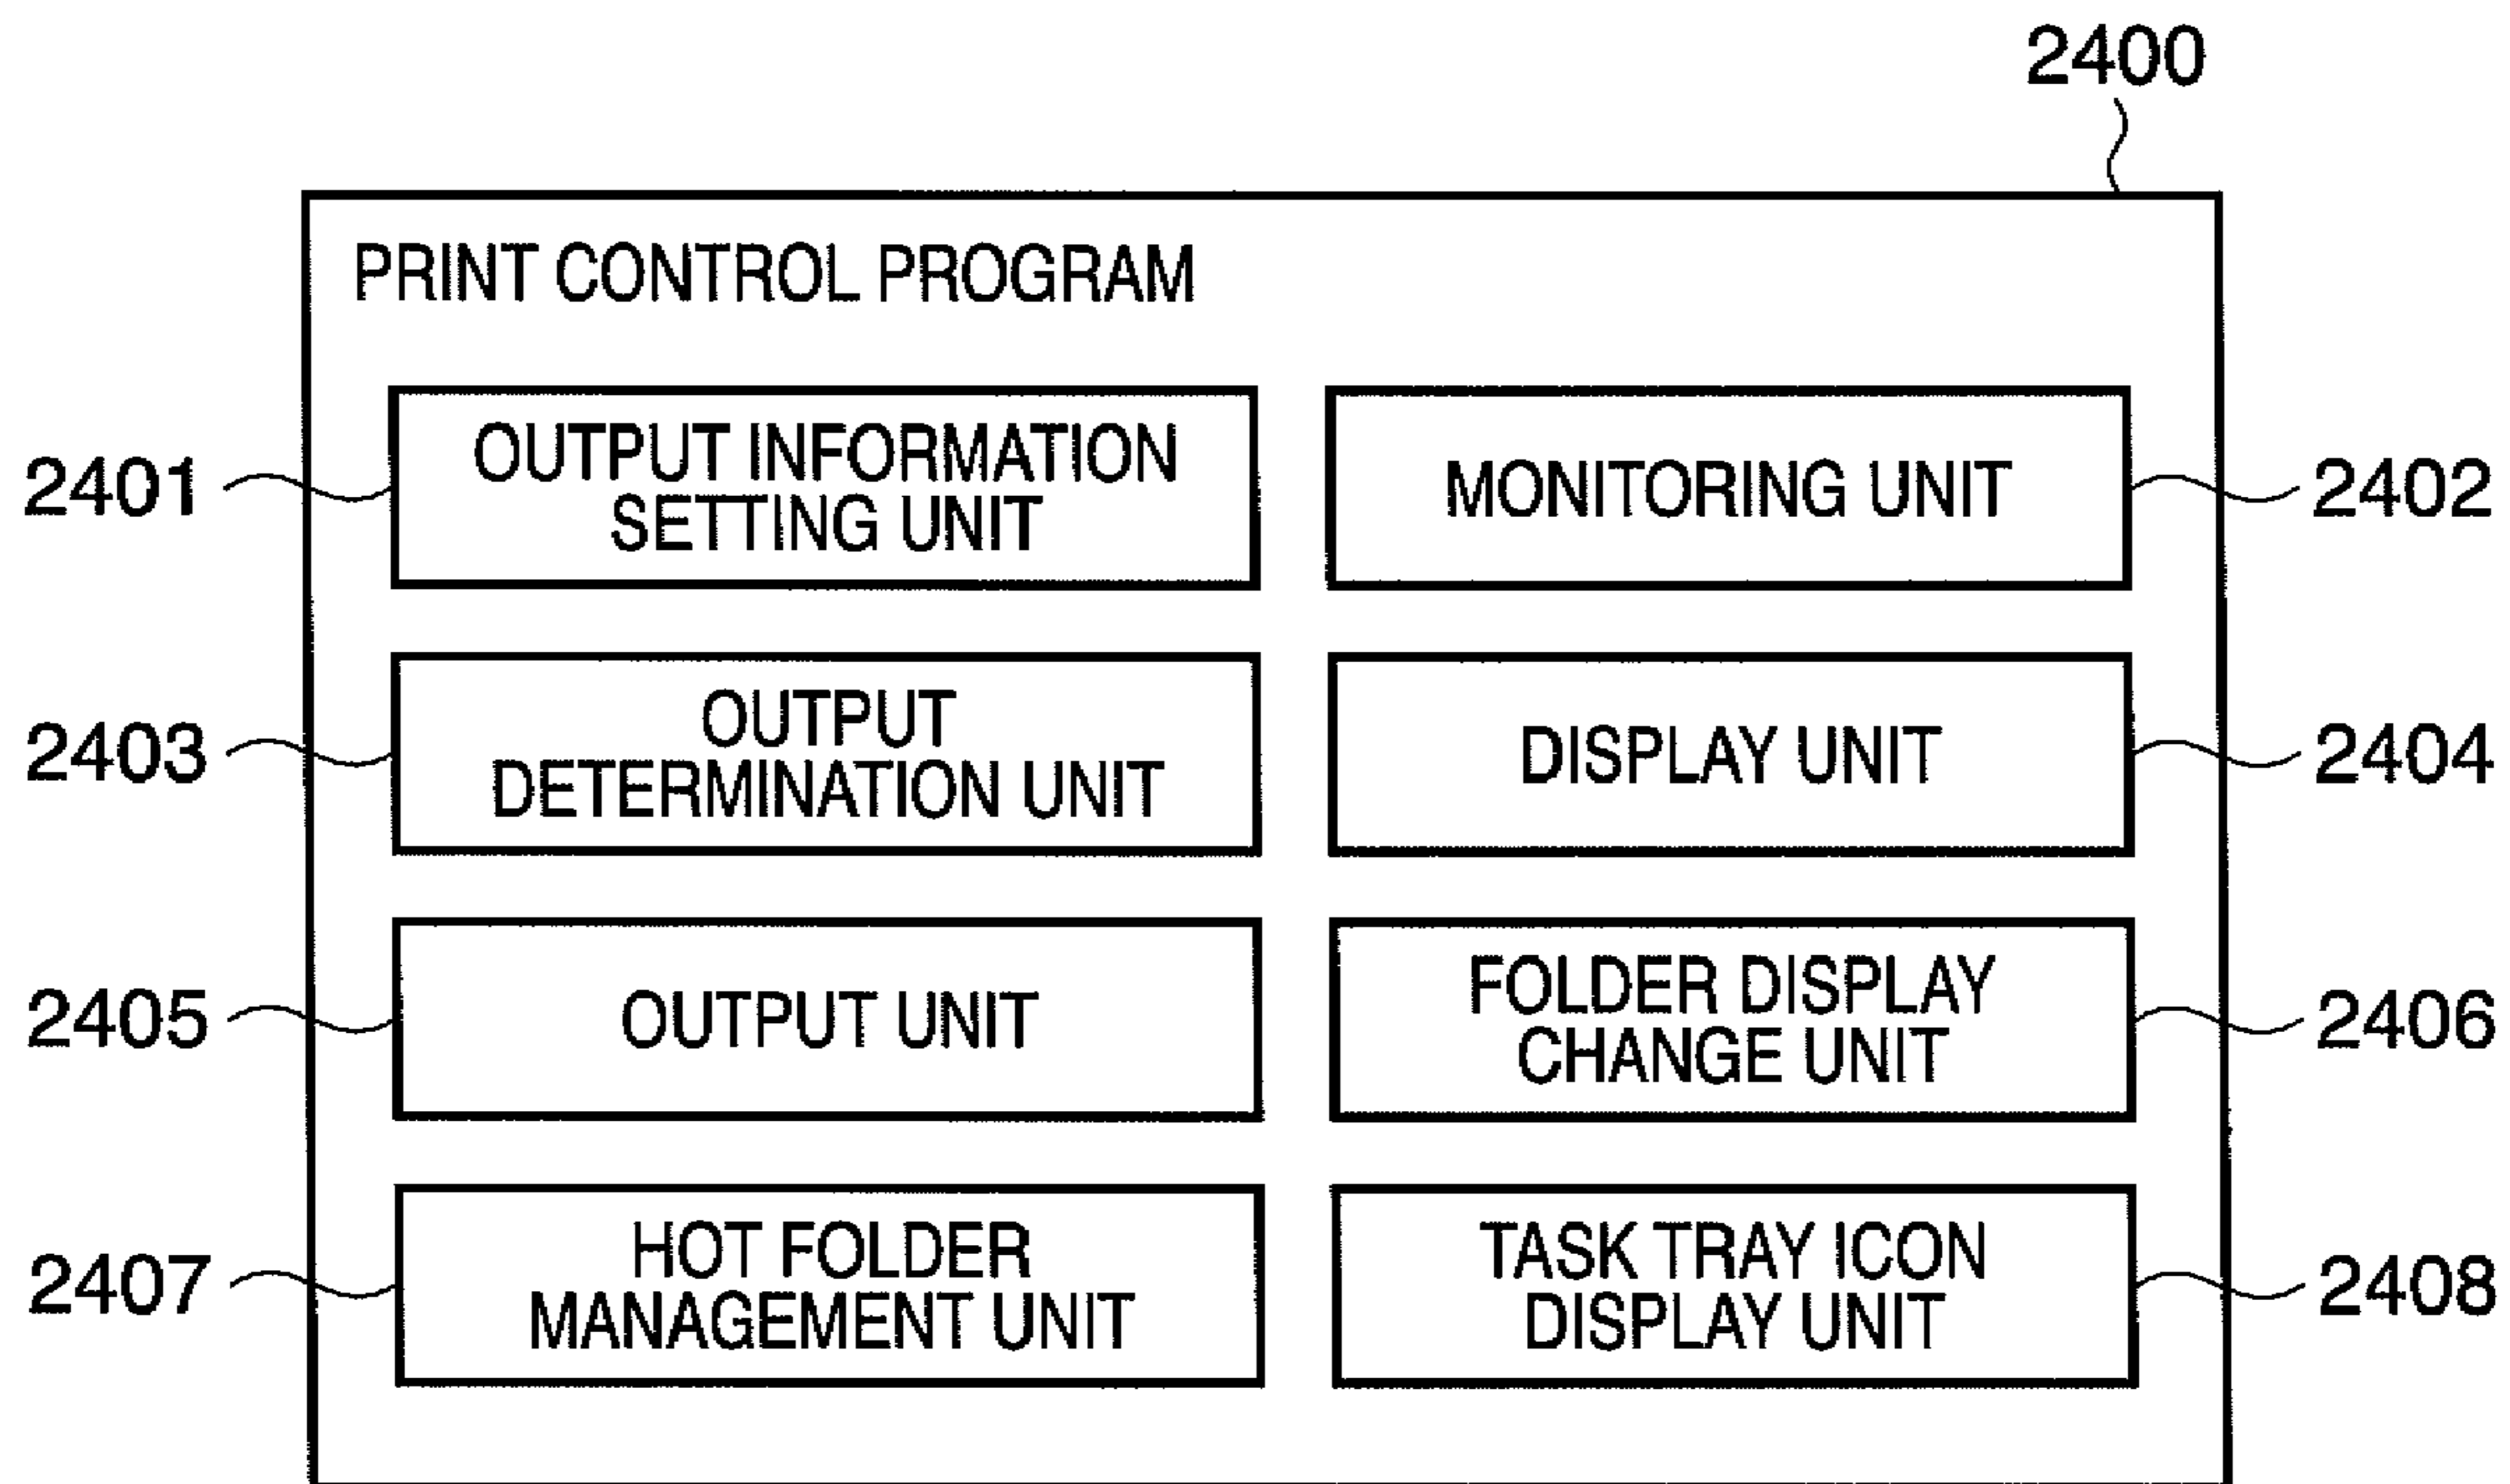 2400
PRINT CONTROL PROGRAM
2401
OUTPUT INFORMATION
SETTING UNIT
MONITORING UNIT
2402
2403
OUTPUT
DETERMINATION UNIT
DISPLAY UNIT
2404
2405
OUTPUT UNIT
FOLDER DISPLAY
CHANGE UNIT
2406
2407
HOT FOLDER
MANAGEMENT UNIT
TASK TRAY ICON
DISPLAY UNIT
2408